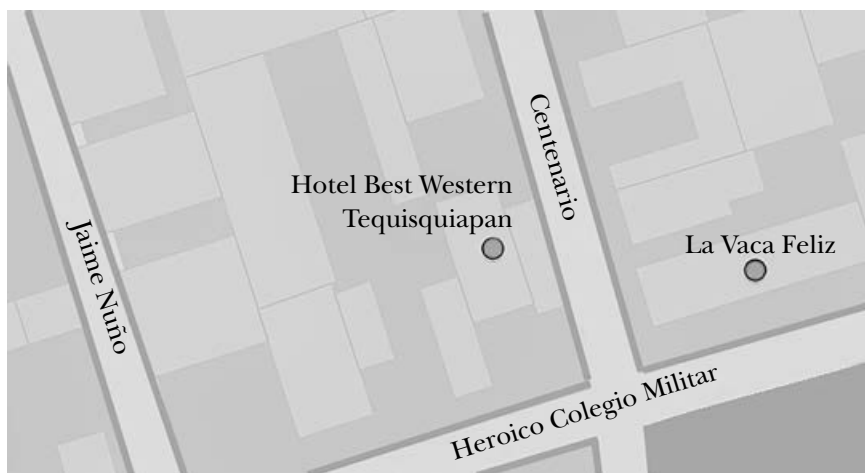 Centenario
Hotel Best Western
Tequisquiapan
La Vaca Feliz
Jaime Nuño
Heroico Colegio Militar